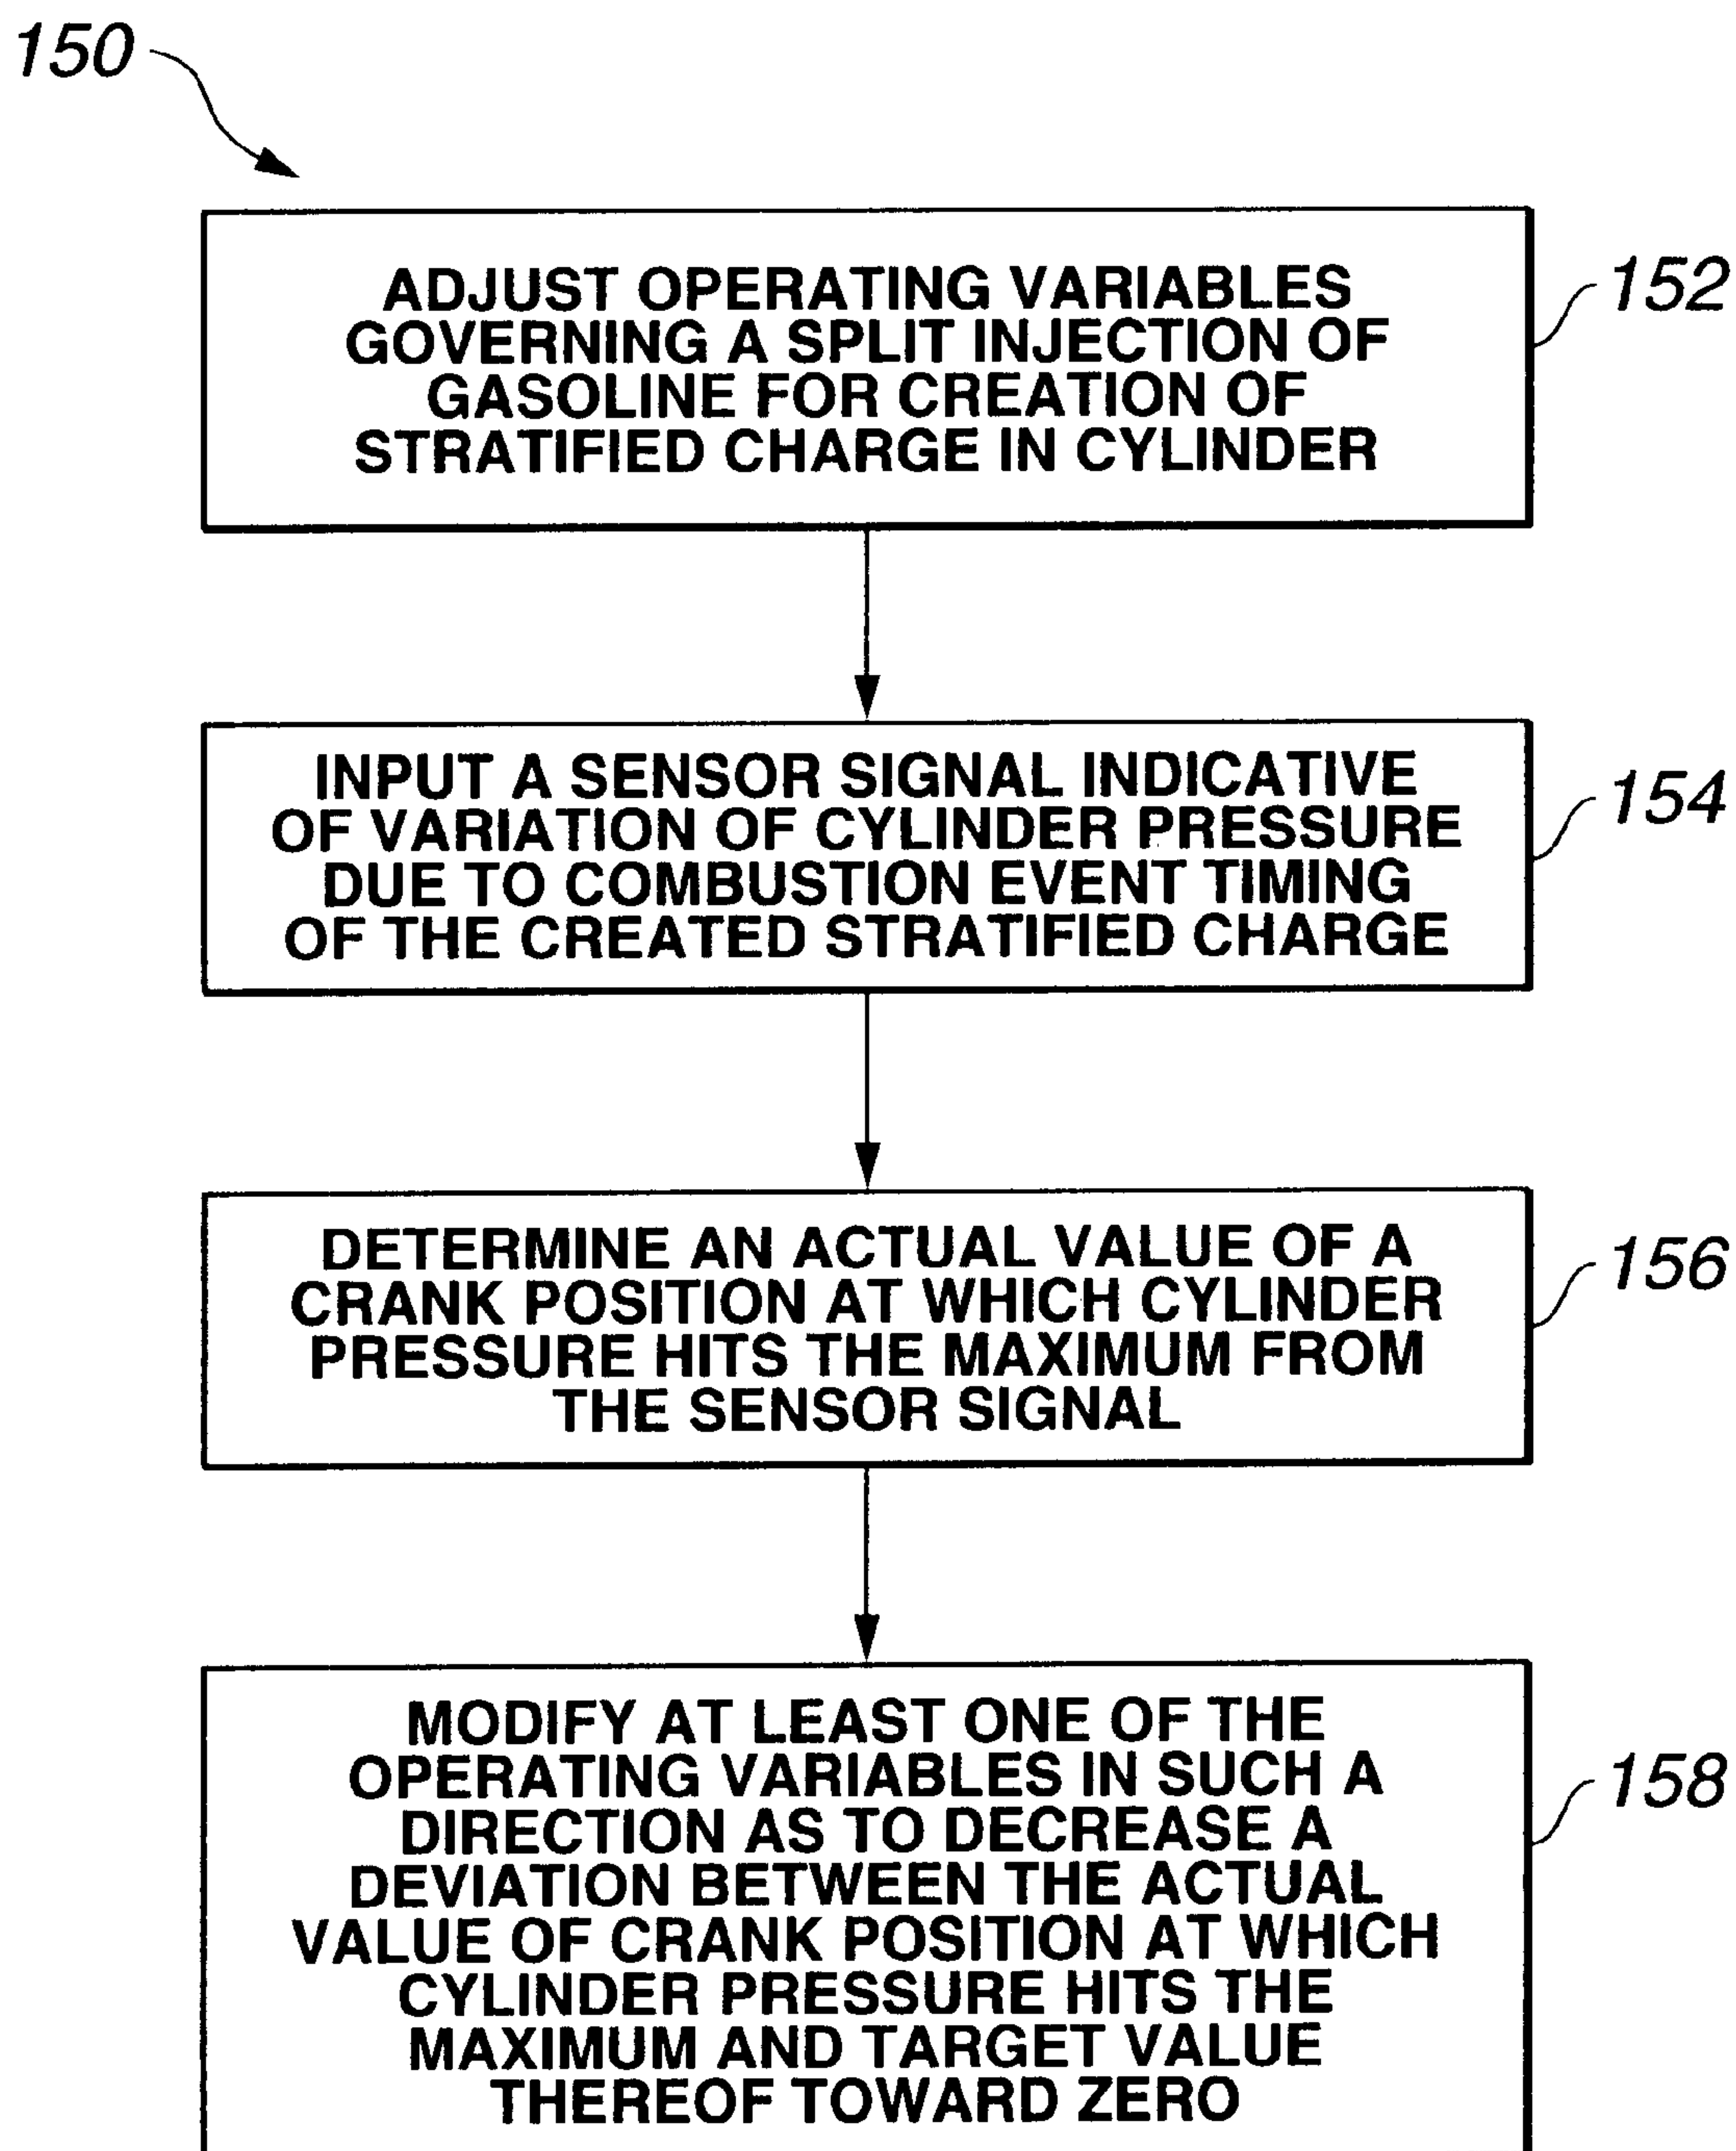 150
ADJUST OPERATING VARIABLES
GOVERNING A SPLIT INJECTION OF
GASOLINE FOR CREATION OF
STRATIFIED CHARGE IN CYLINDER
152
INPUT A SENSOR SIGNAL INDICATIVE
OF VARIATION OF CYLINDER PRESSURE
DUE TO COMBUSTION EVENT TIMING
OF THE CREATED STRATIFIED CHARGE
154
DETERMINE AN ACTUAL VALUE OF A
CRANK POSITION AT WHICH CYLINDER
PRESSURE HITS THE MAXIMUM FROM
THE SENSOR SIGNAL
156
MODIFY AT LEAST ONE OF THE
OPERATING VARIABLES IN SUCH A
DIRECTION AS TO DECREASE A
DEVIATION BETWEEN THE ACTUAL
VALUE OF CRANK POSITION AT WHICH
CYLINDER PRESSURE HITS THE
MAXIMUM AND TARGET VALUE
THEREOF TOWARD ZERO
158